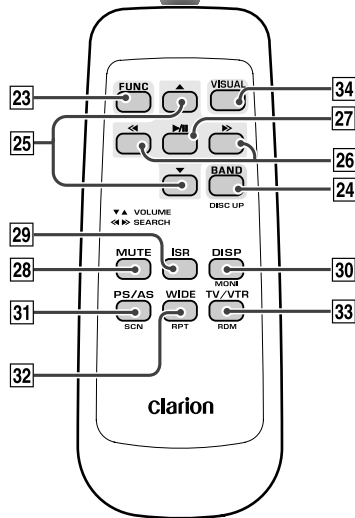 FUNC VISUAL
23 34
27
25
26
BAND
24
DISC UP
▼▲ VOLUME
◀◀ ▶▶ SEARCH
29
MUTE ISR DISP
28 30
MONI
PS/AS WIDE TV/VTR
31 33
SCN RPT RDM
32
clarion